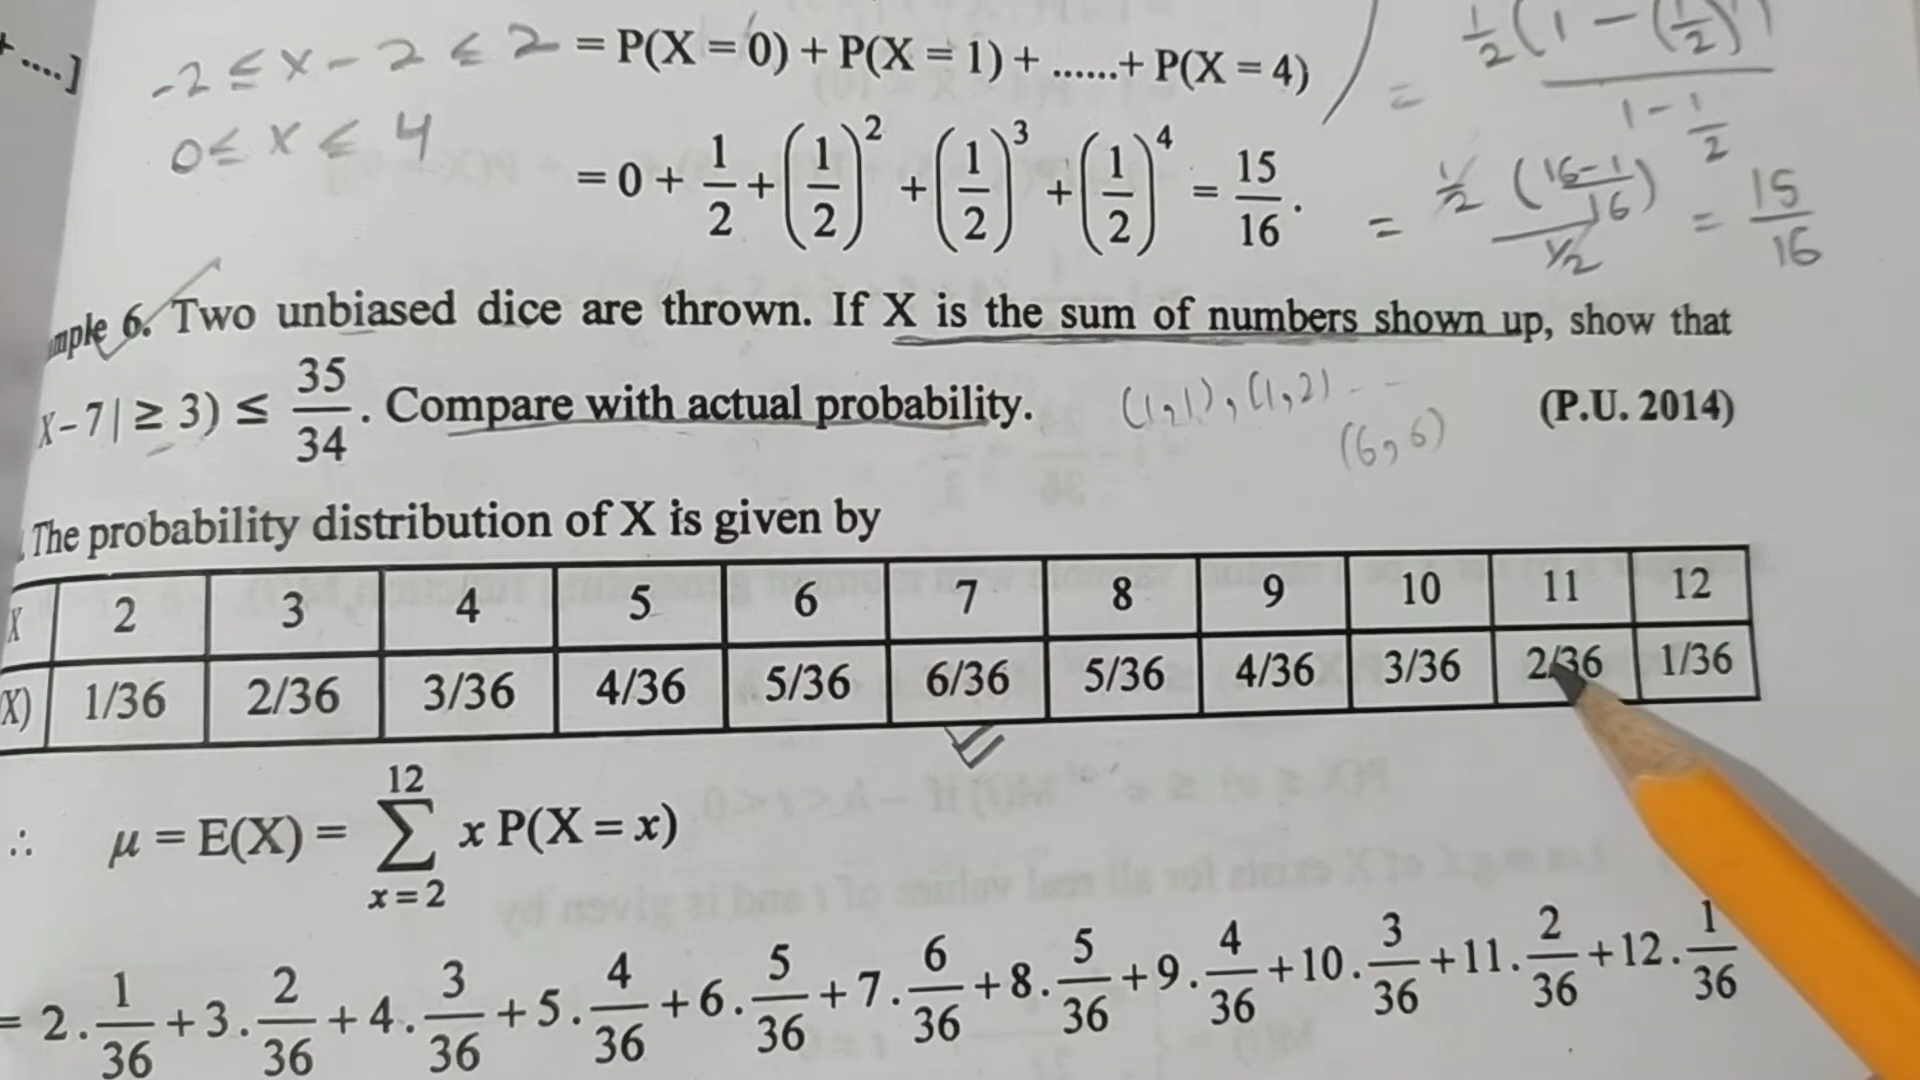 + ....]
-2 ≤ x - 2 ≤ 2 = P(X = 0) + P(X = 1) + ......+ P(X = 4)
0 ≤ x ≤ 4
= 0 + 1/2 + (1/2)^2 + (1/2)^3 + (1/2)^4 = 15/16.
= 1/2 (1 - (1/2)) / 1 - 1/2
= 1/2 (16-1/16) / 1/2 = 15/16
mple 6. Two unbiased dice are thrown. If X is the sum of numbers shown up, show that
X – 7 | ≥ 3) ≤ 35/34. Compare with actual probability. (P.U. 2014)
(1,1), (1,2) - -
(6,6)
The probability distribution of X is given by
X 2 3 4 5 6 7 8 9 10 11 12
X) 1/36 2/36 3/36 4/36 5/36 6/36 5/36 4/36 3/36 2/36 1/36
∴ μ = E(X) = 12 ∑ x=2 x P(X = x)
= 2 . 1/36 + 3 . 2/36 + 4 . 3/36 + 5 . 4/36 + 6 . 5/36 + 7 . 6/36 + 8 . 5/36 + 9 . 4/36 + 10 . 3/36 + 11 . 2/36 + 12 . 1/36